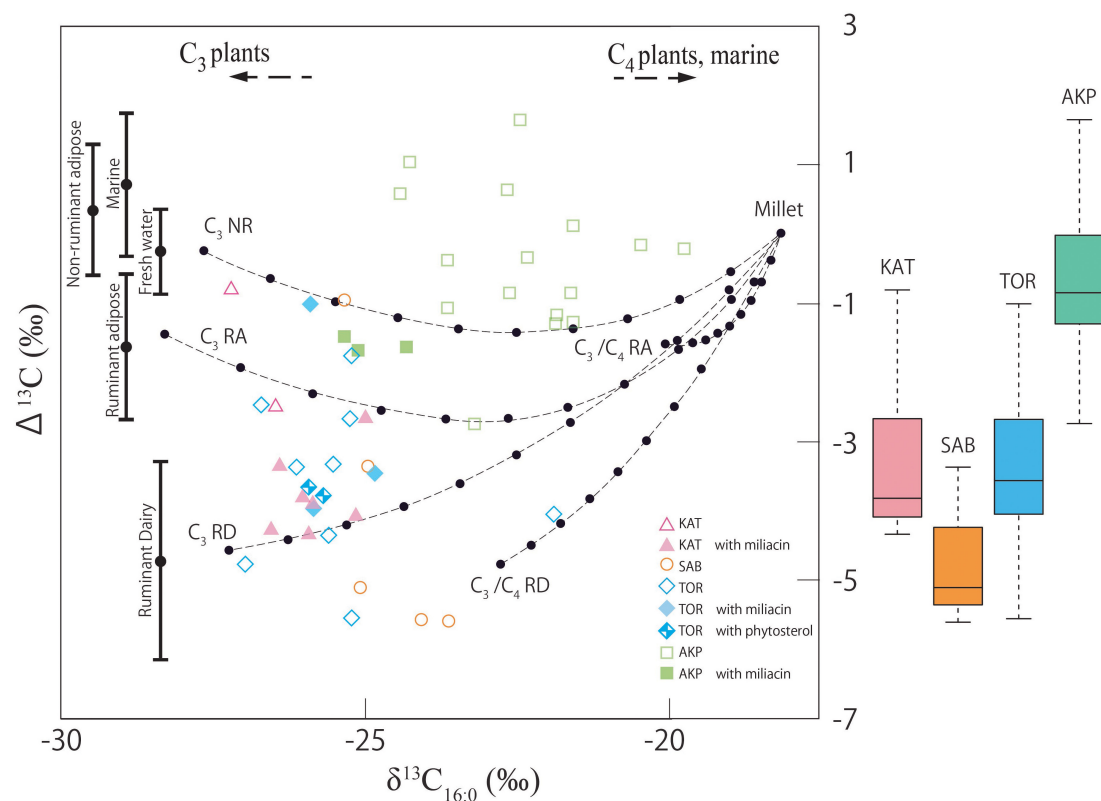 C3 plants
C4 plants, marine
3
1
-1
-3
-5
-7
Non-ruminant adipose
Marine
Fresh water
Ruminant adipose
Ruminant Dairy
C3 NR
C3 RA
C3 RD
Millet
C3 /C4 RA
C3 /C4 RD
KAT
KAT with miliacin
SAB
TOR
TOR with miliacin
TOR with phytosterol
AKP
AKP with miliacin
KAT
SAB
TOR
AKP
Δ 13C (‰)
-30
-25
-20
δ13C16:0 (‰)